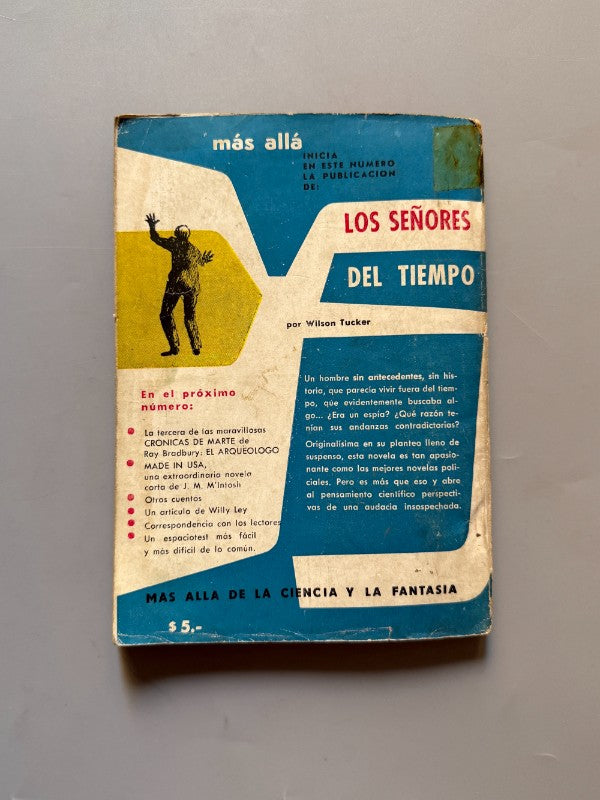 más allá
INICIA
EN ESTE NUMERO
LA PUBLICACION
DE:
LOS SEÑORES
DEL TIEMPO
por Wilson Tucker
En el próximo
número:
La tercera de las maravillosas
CRONICAS DE MARTE de
Ray Bradbury: EL ARQUEOLOGO
MADE IN USA,
una extraordinaria novela
corta de J. M. M'Intosh
Otros cuentos
Un artículo de Willy Ley
Correspondencia con los lectores
Un espaciotest más fácil
y más difícil de lo común.
Un hombre sin antecedentes, sin his-
toria, que parecía vivir fuera del tiem-
po, que evidentemente buscaba al-
go... ¿Era un espía? ¿Qué razón te-
nían sus andanzas contradictorias?
Originalísima en su planteo lleno de
suspenso, esta novela es tan apasio-
nante como las mejores novelas poli-
ciales. Pero es más que eso y abre
al pensamiento científico perspecti-
vas de una audacia insospechada.
MAS ALLA DE LA CIENCIA Y LA FANTASIA
$ 5.-